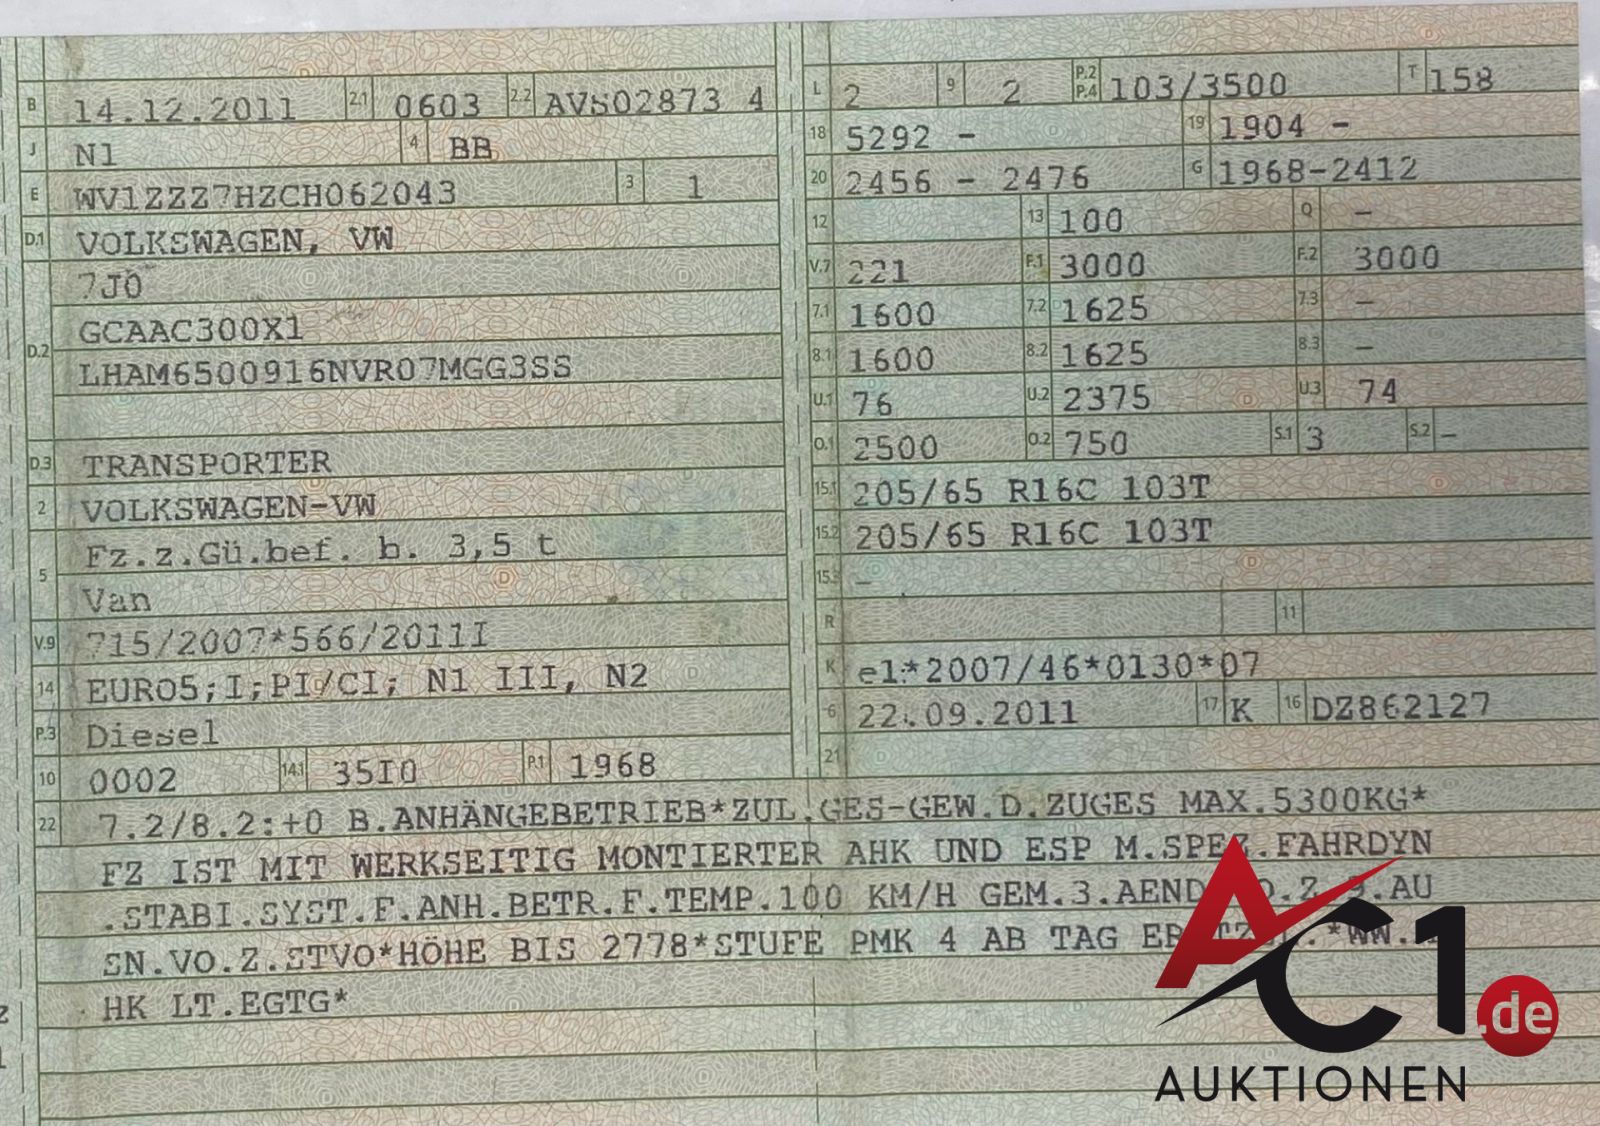 B 14.12.2011 2.1 0603 2.2 AVS02873 4
J N1 4 BB
E WV1ZZZ7HZCH062043 3 1
D.1 VOLKSWAGEN, VW
7J0
GCAAC300X1
D.2 LHAM6500916NVR07MGG3SS
D.3 TRANSPORTER
2 VOLKSWAGEN-VW
Fz.z.Gü.bef. b. 3,5 t
5
Van
V.9 715/2007*566/2011I
14 EURO5;I;PI/CI; N1 III, N2
P.3 Diesel
10 0002 14.1 35I0 P.1 1968
L 2 9 2 P.2 P.4 103/3500 T 158
18 5292 - 19 1904 -
20 2456 - 2476 G 1968-2412
12 13 100 Q -
V.7 221 F.1 3000 F.2 3000
7.1 1600 7.2 1625 7.3 -
8.1 1600 8.2 1625 8.3 -
U.1 76 U.2 2375 U.3 74
O.1 2500 O.2 750 S.1 3 S.2 -
15.1 205/65 R16C 103T
15.2 205/65 R16C 103T
15.3 -
R 11
K e1*2007/46*0130*07
6 22.09.2011 17 K 16 DZ862127
21
22 7.2/8.2:+0 B.ANHÄNGEBETRIEB*ZUL.GES-GEW.D.ZUGES MAX.5300KG*
FZ IST MIT WERKSEITIG MONTIERTER AHK UND ESP M.SPEZ.FAHRDYN
.STABI.SYST.F.ANH.BETR.F.TEMP.100 KM/H GEM.3.AEND
SN.VO.Z.STVO*HÖHE BIS 2778*STUFE PMK 4 AB TAG
HK LT.EGTG*
AC1.de
AUKTIONEN